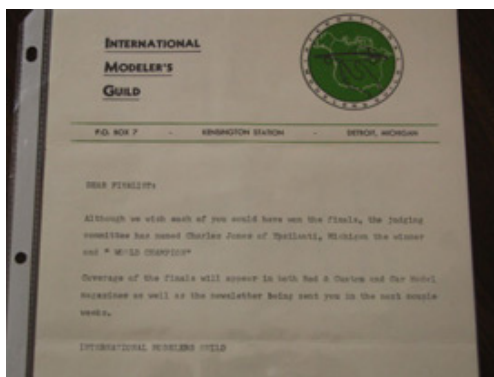 INTERNATIONAL
MODELER'S
GUILD
P.O. BOX 7 - KENSINGTON STATION - DETROIT, MICHIGAN
DEAR FINALIST:
Although we wish each of you could have won the finals, the judging
committee has named Charles Jones of Ypsilanti, Michigan the winner
and " WORLD CHAMPION"
Coverage of the finals will appear in both Rod & Custom and Car Model
magazines as well as the newsletter being sent you in the next couple
weeks.
INTERNATIONAL MODELERS GUILD